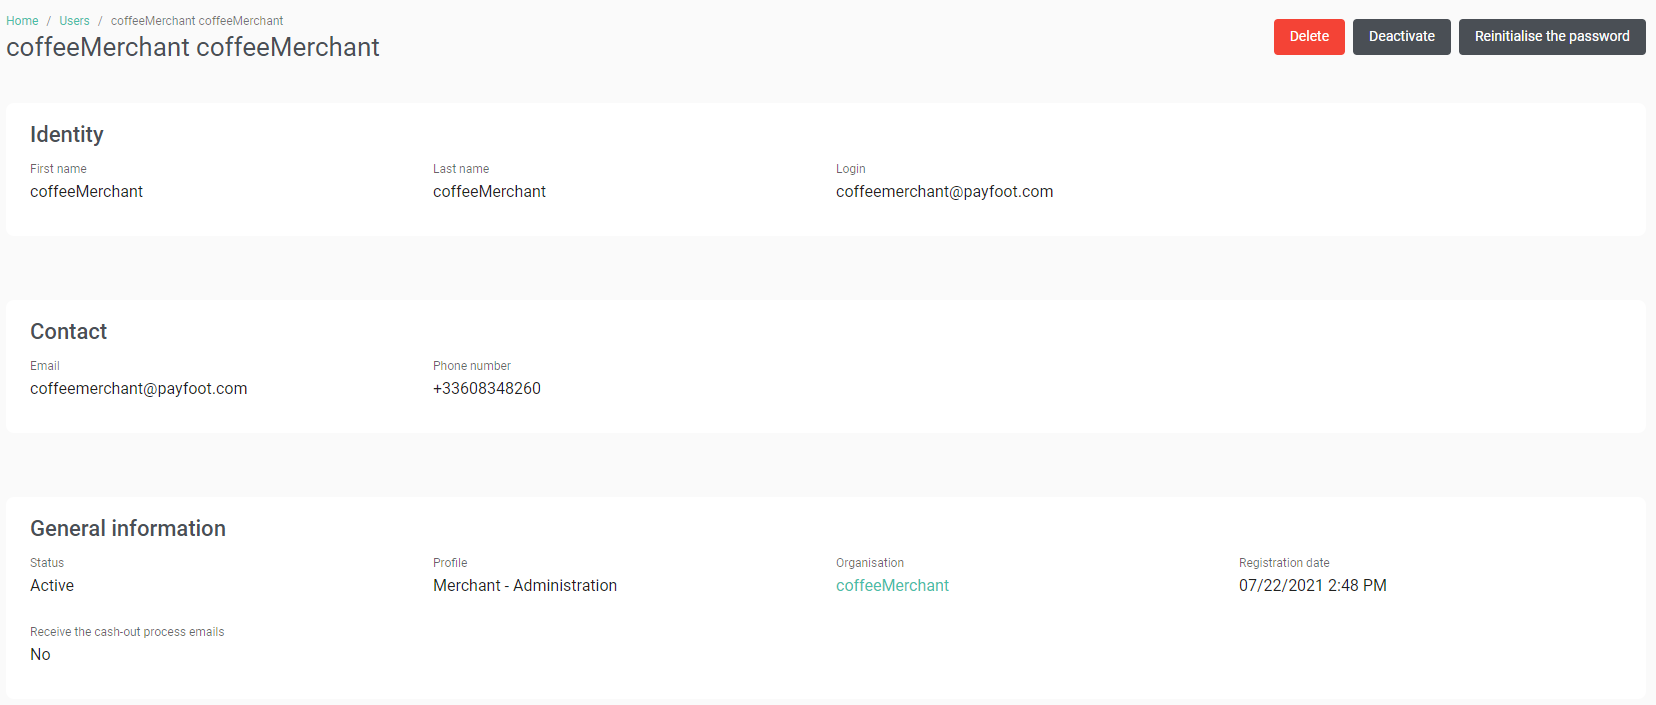 Home / Users / coffeeMerchant coffeeMerchant
coffeeMerchant coffeeMerchant
Delete Deactivate Reinitialise the password
Identity
First name Last name Login
coffeeMerchant coffeeMerchant coffeemerchant@payfoot.com
Contact
Email Phone number
coffeemerchant@payfoot.com +33608348260
General information
Status Profile Organisation Registration date
Active Merchant - Administration coffeeMerchant 07/22/2021 2:48 PM
Receive the cash-out process emails
No